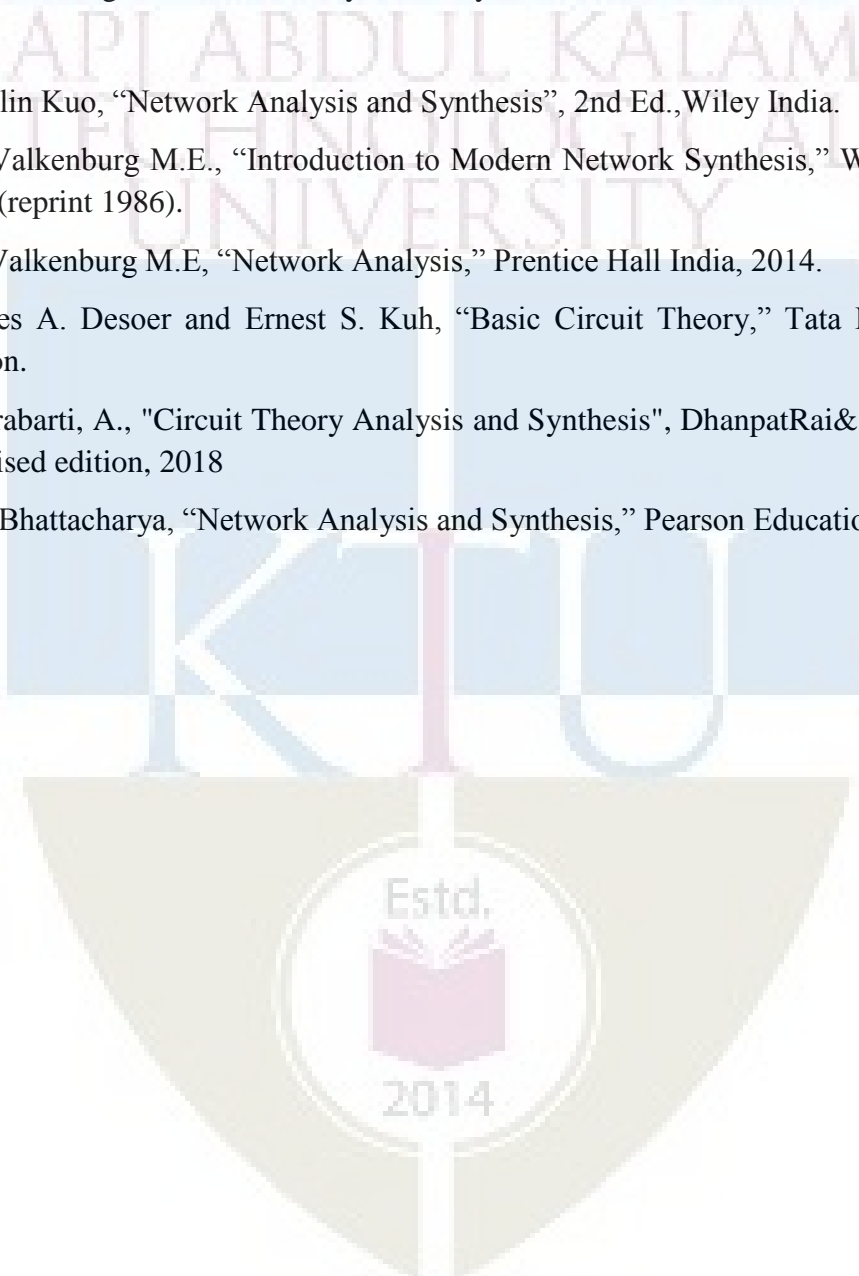 API ABDUL KALAM
TECHNOLOGICAL
UNIVERSITY
lin Kuo, “Network Analysis and Synthesis”, 2nd Ed.,Wiley India.
Valkenburg M.E., “Introduction to Modern Network Synthesis,” W
(reprint 1986).
Valkenburg M.E, “Network Analysis,” Prentice Hall India, 2014.
es A. Desoer and Ernest S. Kuh, “Basic Circuit Theory,” Tata
on.
rabarti, A., "Circuit Theory Analysis and Synthesis", DhanpatRai&
ised edition, 2018
Bhattacharya, “Network Analysis and Synthesis,” Pearson Educatio
KTU
Estd.
2014